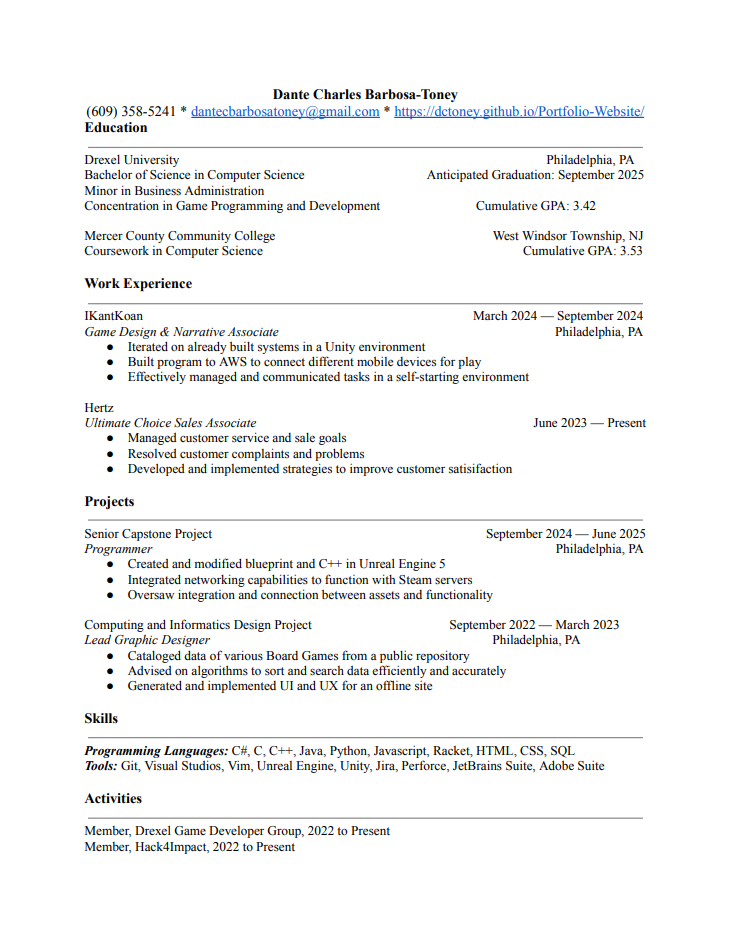 Dante Charles Barbosa-Toney
(609) 358-5241 * dantecbarbosatoney@gmail.com * https://dctoney.github.io/Portfolio-Website/
Education
Drexel University Philadelphia, PA
Bachelor of Science in Computer Science Anticipated Graduation: September 2025
Minor in Business Administration
Concentration in Game Programming and Development Cumulative GPA: 3.42
Mercer County Community College West Windsor Township, NJ
Coursework in Computer Science Cumulative GPA: 3.53
Work Experience
IKantKoan March 2024 — September 2024
Game Design & Narrative Associate Philadelphia, PA
● Iterated on already built systems in a Unity environment
● Built program to AWS to connect different mobile devices for play
● Effectively managed and communicated tasks in a self-starting environment
Hertz
Ultimate Choice Sales Associate June 2023 — Present
● Managed customer service and sale goals
● Resolved customer complaints and problems
● Developed and implemented strategies to improve customer satisifaction
Projects
Senior Capstone Project September 2024 — June 2025
Programmer Philadelphia, PA
● Created and modified blueprint and C++ in Unreal Engine 5
● Integrated networking capabilities to function with Steam servers
● Oversaw integration and connection between assets and functionality
Computing and Informatics Design Project September 2022 — March 2023
Lead Graphic Designer Philadelphia, PA
● Cataloged data of various Board Games from a public repository
● Advised on algorithms to sort and search data efficiently and accurately
● Generated and implemented UI and UX for an offline site
Skills
Programming Languages: C#, C, C++, Java, Python, Javascript, Racket, HTML, CSS, SQL
Tools: Git, Visual Studios, Vim, Unreal Engine, Unity, Jira, Perforce, JetBrains Suite, Adobe Suite
Activities
Member, Drexel Game Developer Group, 2022 to Present
Member, Hack4Impact, 2022 to Present